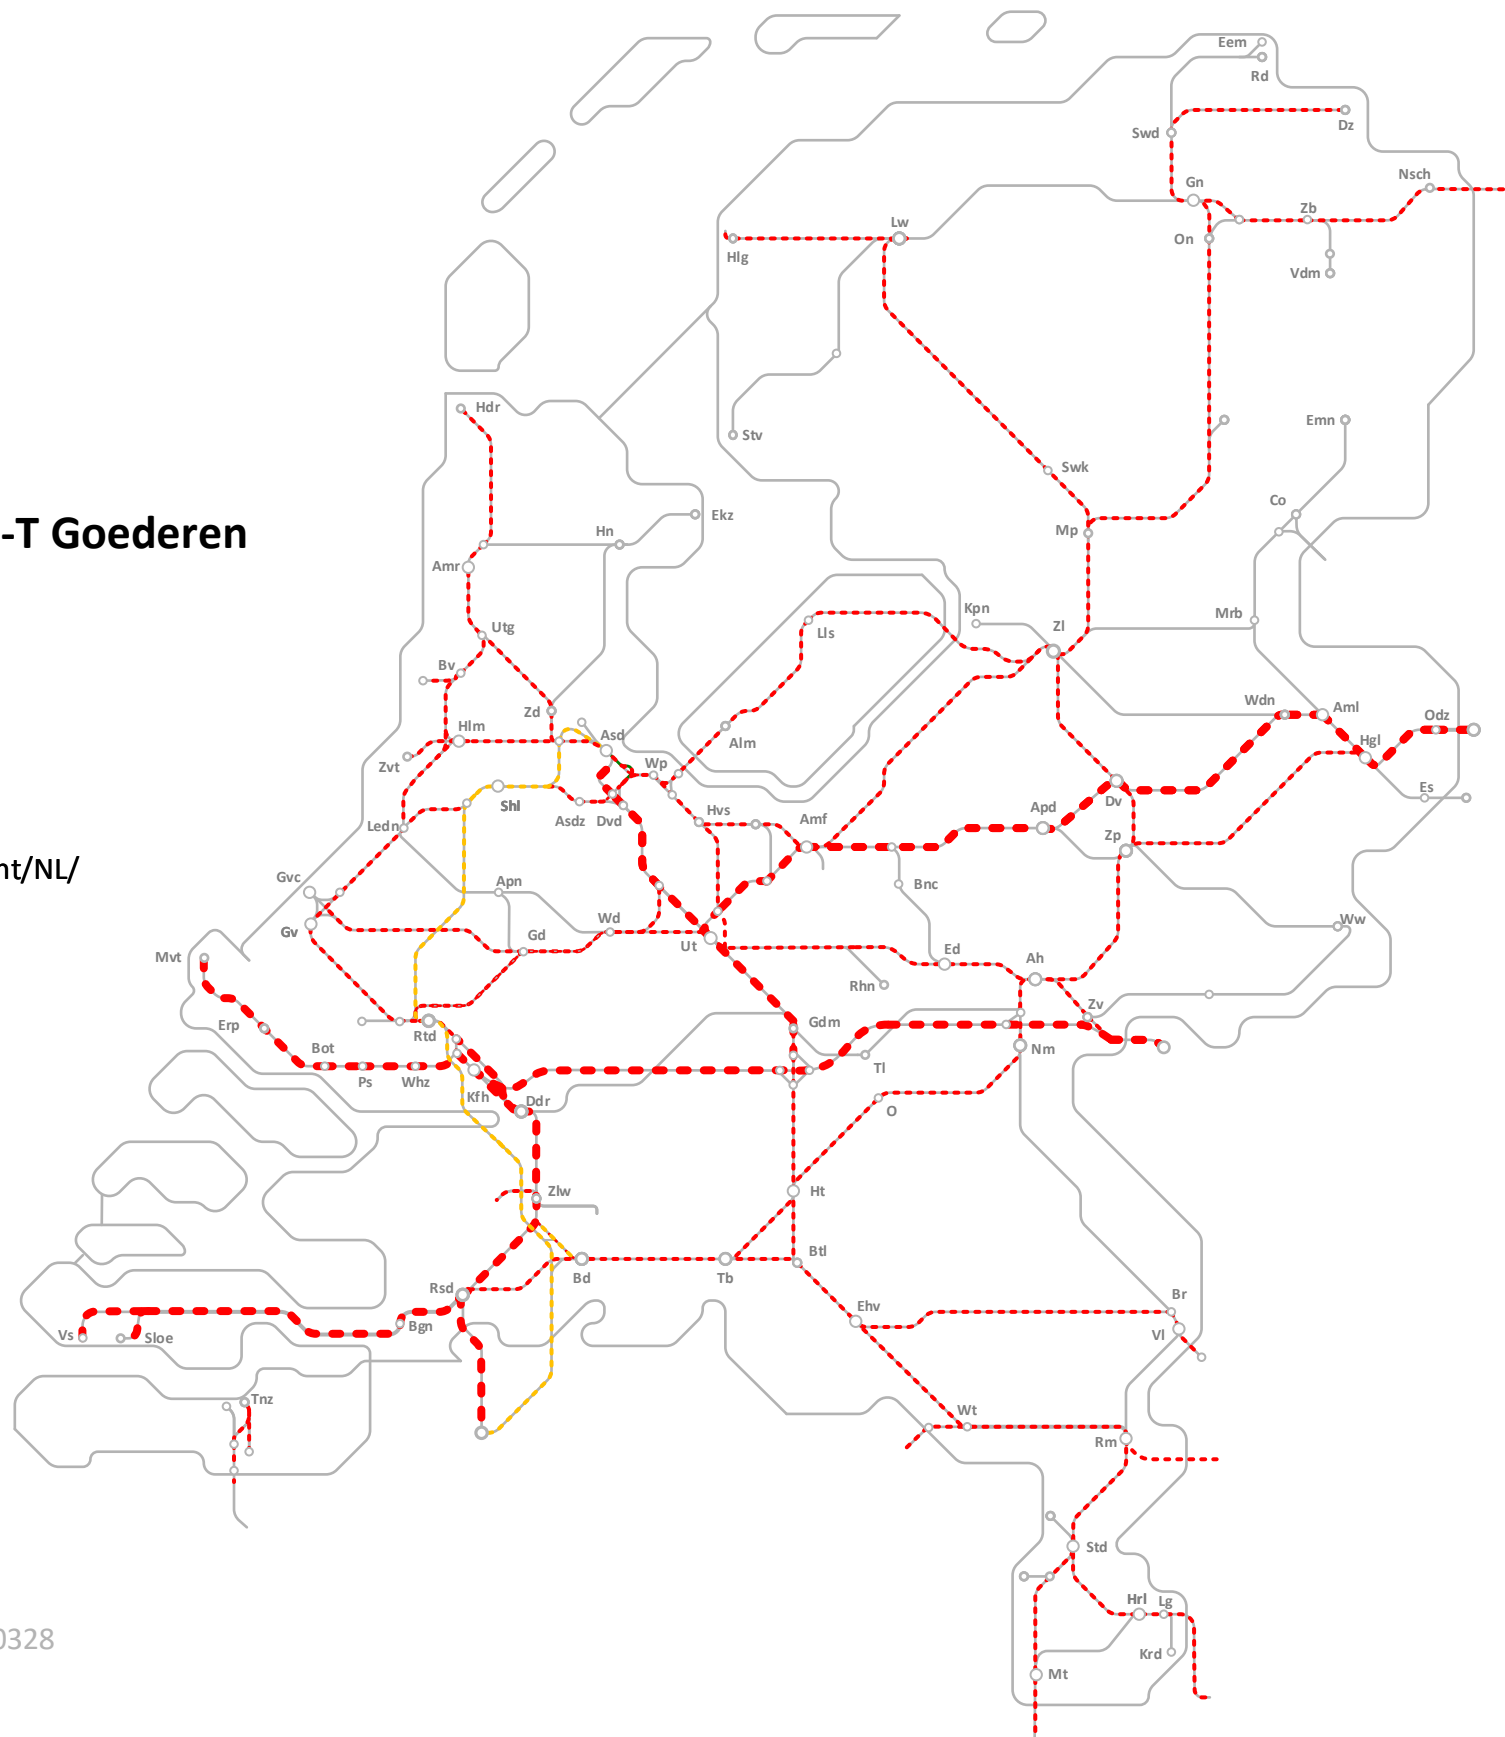 Eem
Rd
Dz
Swd
Nsch
Gn
Zb
Lw
On
Hlg
Vdm
Hdr
Emn
Stv
Swk
Co
Ekz
-T Goederen
Hn
Mp
Amr
Kpn
Mrb
Utg
Lls
Zl
Bv
Wdn
Aml
Zd
Odz
Hlm
Asd
Alm
Hgl
Zvt
Wp
Es
Shl
Dv
Apd
Hvs
Amf
Asdz
Dvd
Ledn
Zp
nt/NL/
Gvc
Apn
Bnc
Wd
Ww
Gv
Gd
Ut
Ed
Mvt
Ah
Rhn
Zv
Erp
Gdm
Rtd
Bot
Nm
Tl
Ps
Whz
Kfh
Ddr
O
Zlw
Ht
Btl
Bd
Tb
Rsd
Br
Ehv
Bgn
Vl
Vs
Sloe
Tnz
Wt
Rm
Std
Hrl
Lg
0328
Krd
Mt